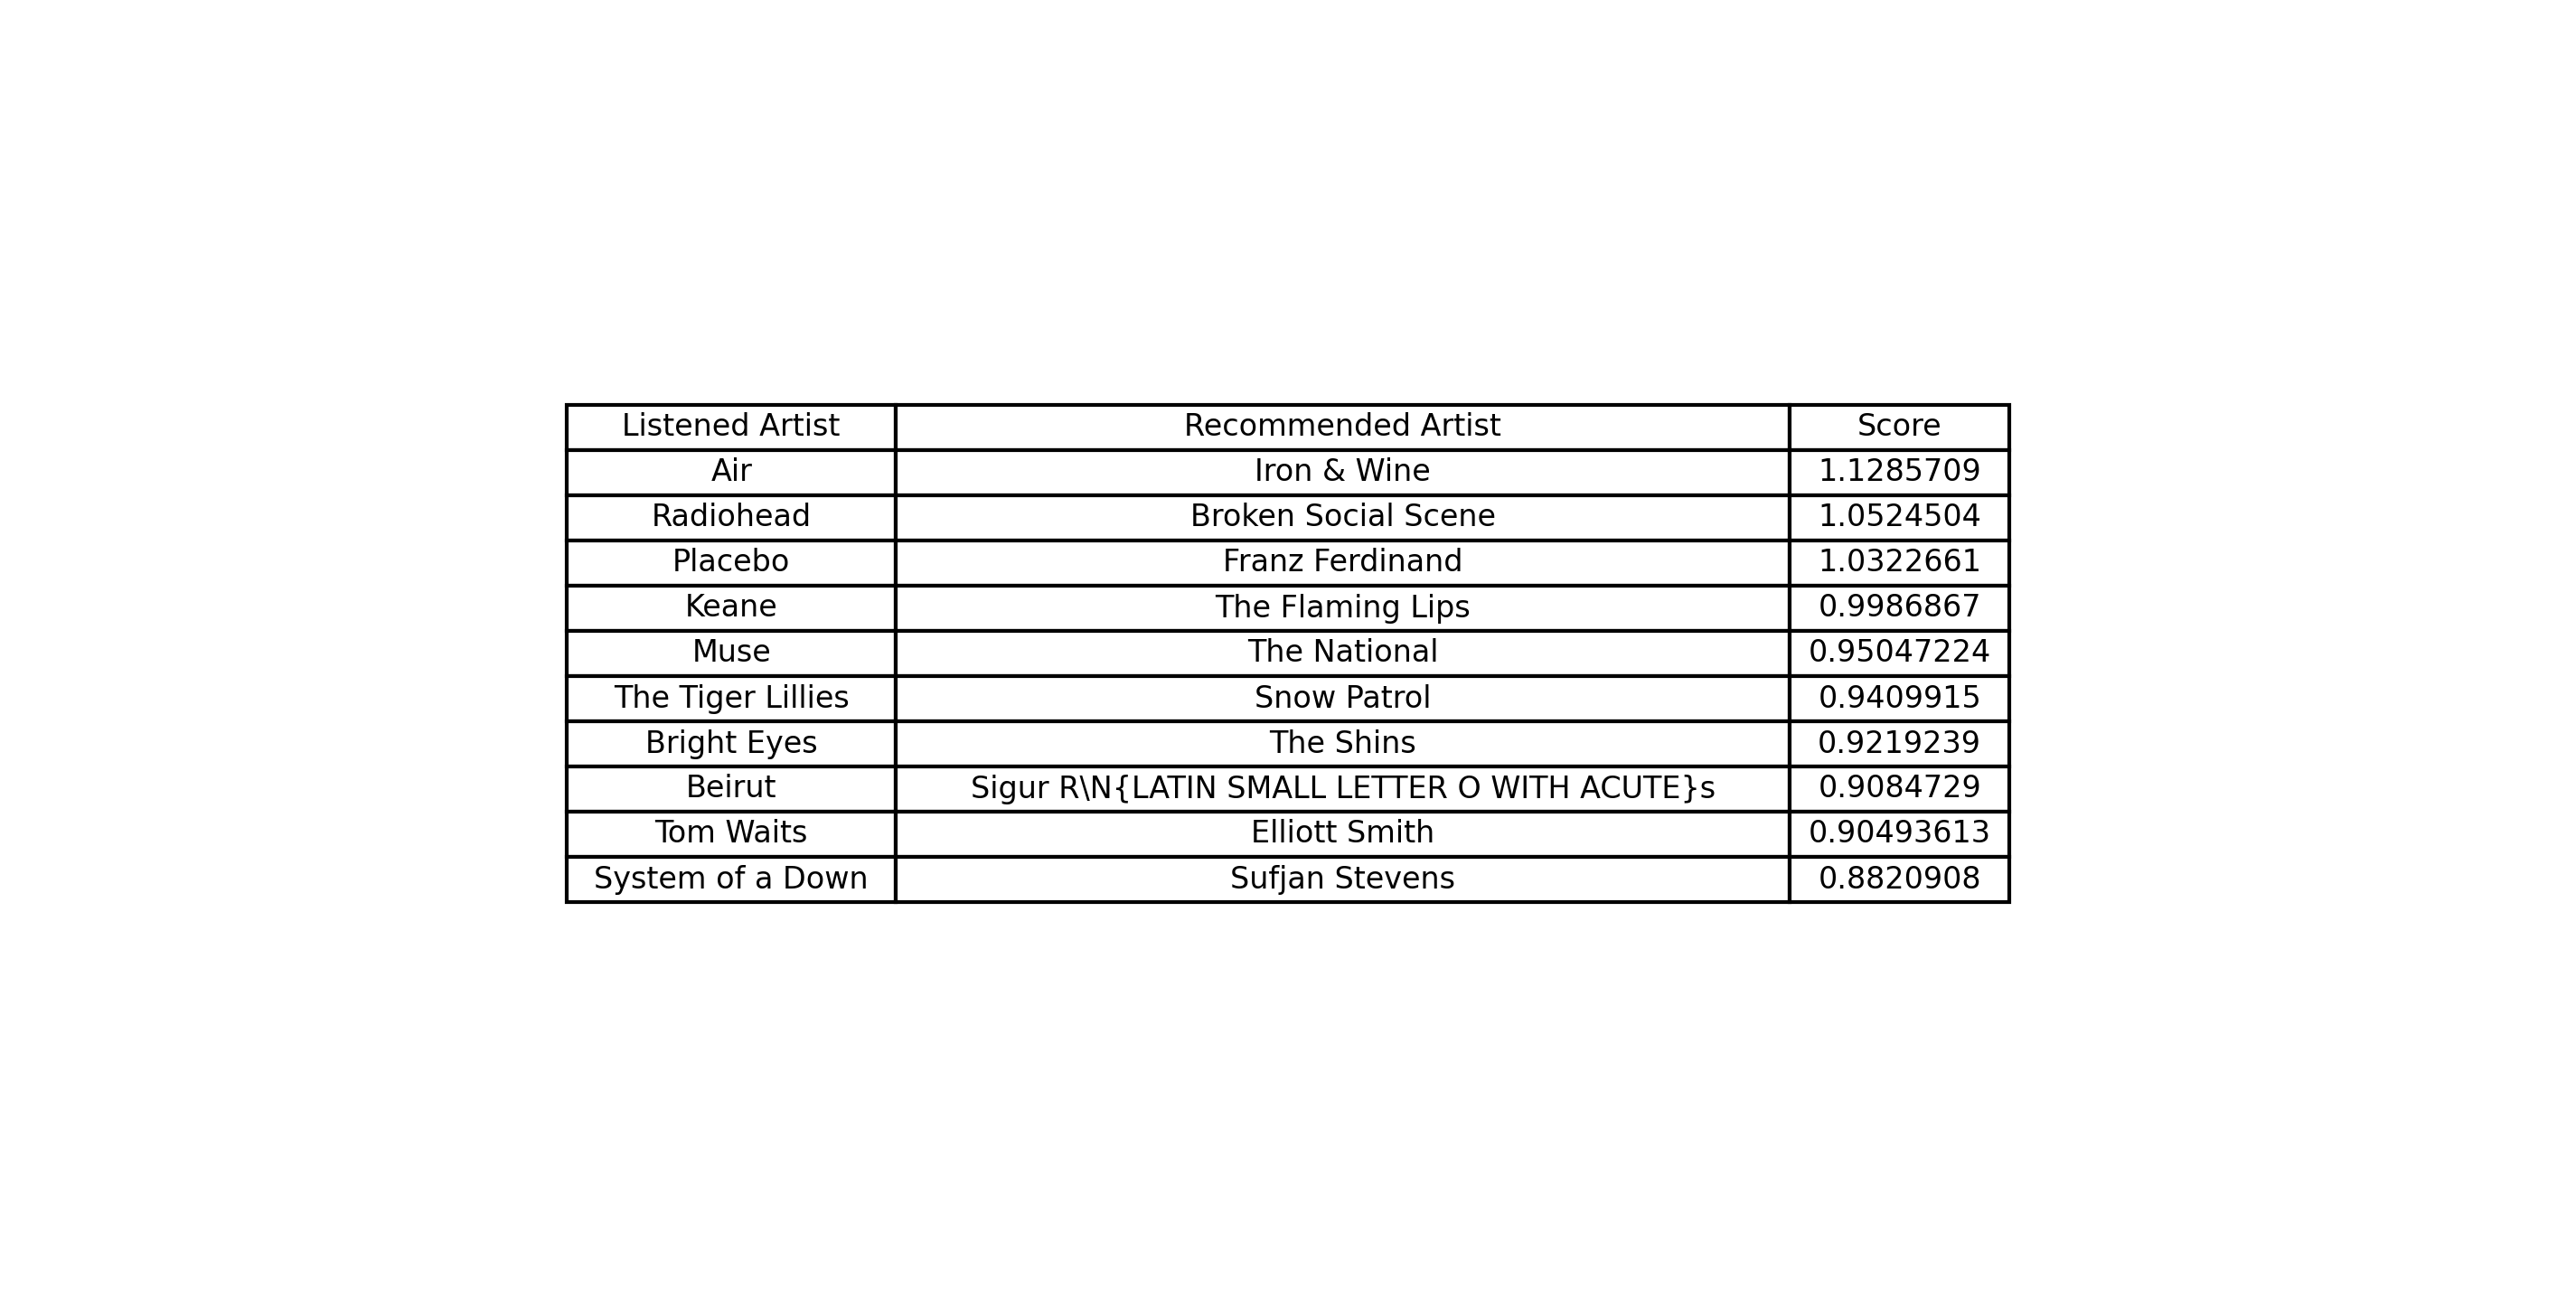 Listened Artist Recommended Artist Score
Air Iron & Wine 1.1285709
Radiohead Broken Social Scene 1.0524504
Placebo Franz Ferdinand 1.0322661
Keane The Flaming Lips 0.9986867
Muse The National 0.95047224
The Tiger Lillies Snow Patrol 0.9409915
Bright Eyes The Shins 0.9219239
Beirut Sigur R\N{LATIN SMALL LETTER O WITH ACUTE}s 0.9084729
Tom Waits Elliott Smith 0.90493613
System of a Down Sufjan Stevens 0.8820908